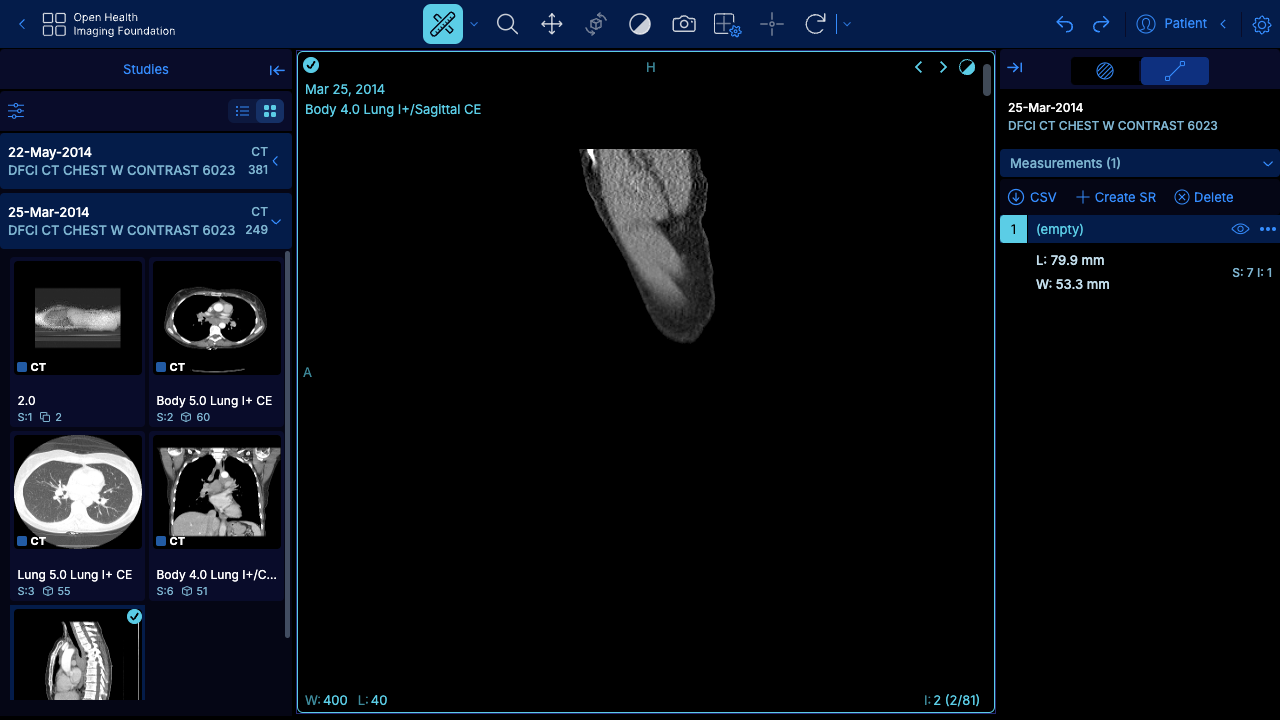 Open Health
Imaging Foundation
Patient
Studies
22-May-2014
CT
DFCI CT CHEST W CONTRAST 6023
381
25-Mar-2014
CT
DFCI CT CHEST W CONTRAST 6023
249
CT
2.0
S:1 2
CT
Body 5.0 Lung I+ CE
S:2 60
CT
Lung 5.0 Lung I+ CE
S:3 55
CT
Body 4.0 Lung I+/C...
S:6 51
H
Mar 25, 2014
Body 4.0 Lung I+/Sagittal CE
A
W: 400 L: 40
I: 2 (2/81)
25-Mar-2014
DFCI CT CHEST W CONTRAST 6023
Measurements (1)
CSV Create SR Delete
1 (empty)
L: 79.9 mm
W: 53.3 mm
S: 7 I: 1